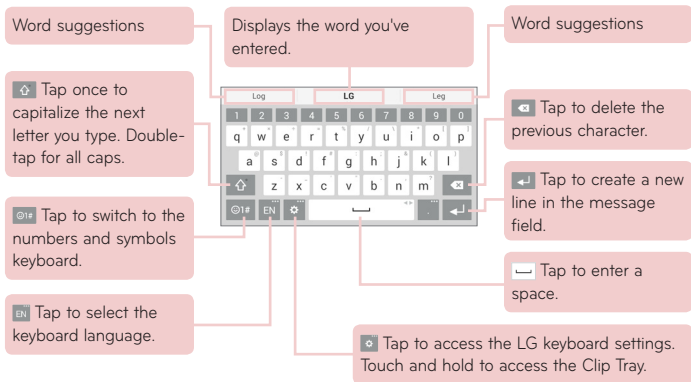 Word suggestions
Displays the word you've
entered.
Word suggestions
Tap once to
capitalize the next
letter you type. Double-
tap for all caps.
Log LG Leg
1 2 3 4 5 6 7 8 9 0
q w e r t y u i o p
a s d f g h j k l
z x c v b n m
☺1# EN .
Tap to delete the
previous character.
Tap to create a new
line in the message
field.
☺1# Tap to switch to the
numbers and symbols
keyboard.
Tap to enter a
space.
EN Tap to select the
keyboard language.
Tap to access the LG keyboard settings.
Touch and hold to access the Clip Tray.